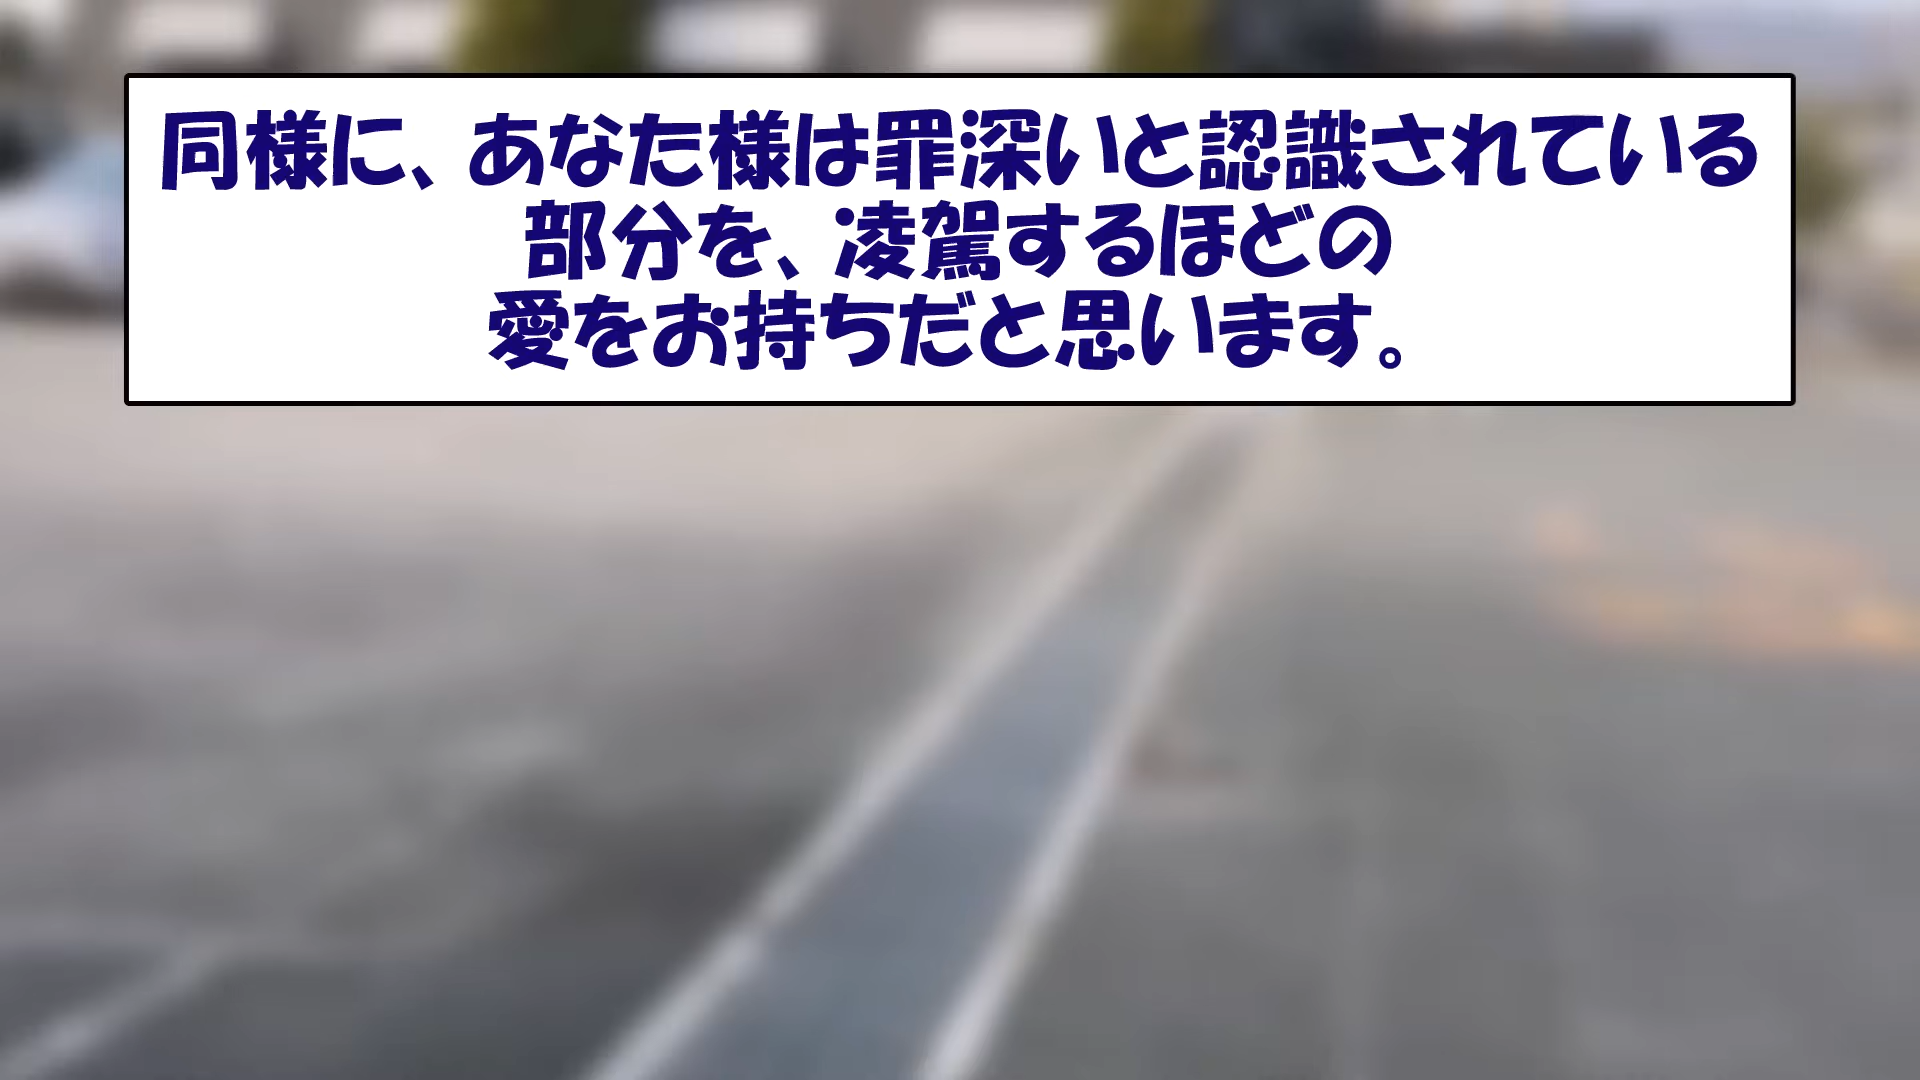 同様に、あなた様は罪深いと認識されている
部分を、凌駕するほどの
愛をお持ちだと思います。